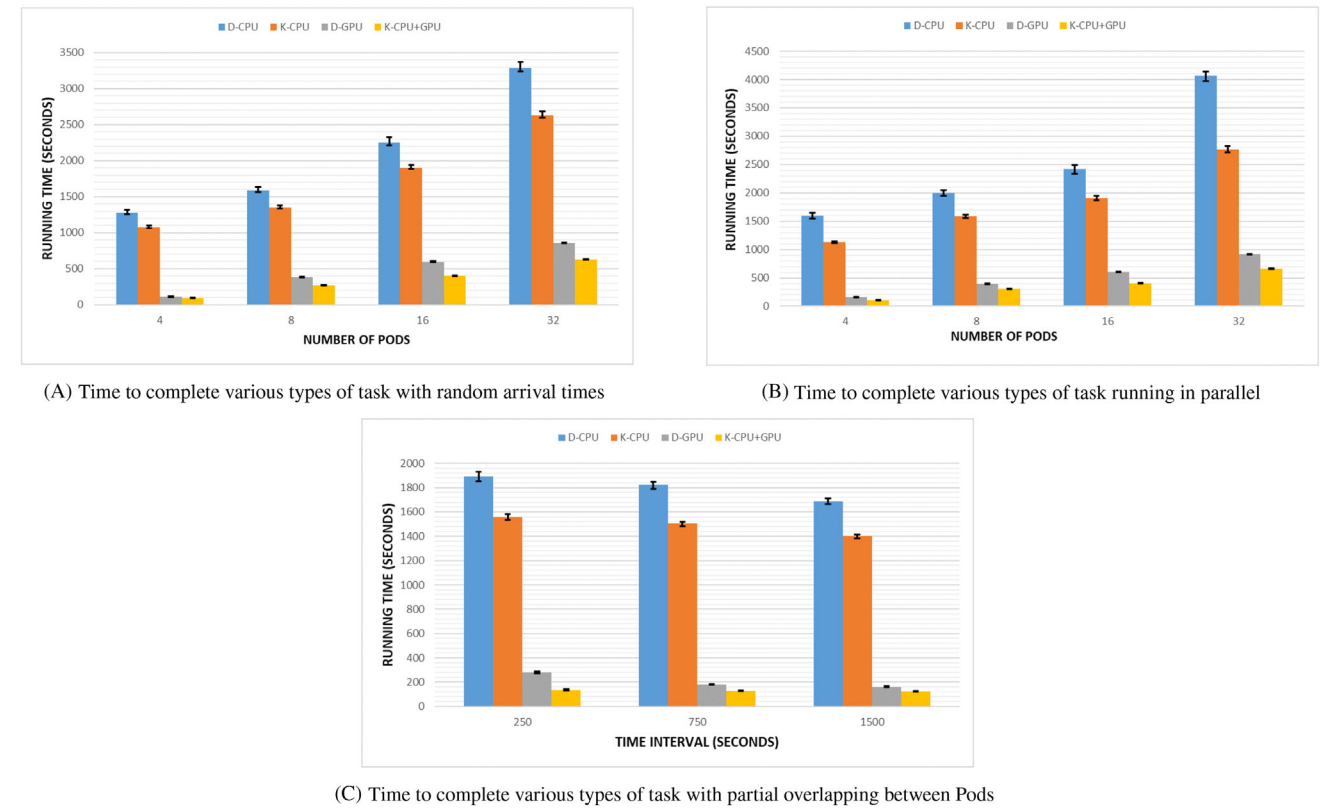 D-CPU K-CPU D-GPU K-CPU+GPU
3500
3000
2500
2000
1500
1000
500
0
RUNNING TIME (SECONDS)
4 8 16 32
NUMBER OF PODS
(A) Time to complete various types of task with random arrival times
D-CPU K-CPU D-GPU K-CPU+GPU
4500
4000
3500
3000
2500
2000
1500
1000
500
0
RUNNING TIME (SECONDS)
4 8 16 32
NUMBER OF PODS
(B) Time to complete various types of task running in parallel
D-CPU K-CPU D-GPU K-CPU+GPU
2000
1800
1600
1400
1200
1000
800
600
400
200
0
RUNNING TIME (SECONDS)
250 750 1500
TIME INTERVAL (SECONDS)
(C) Time to complete various types of task with partial overlapping between Pods